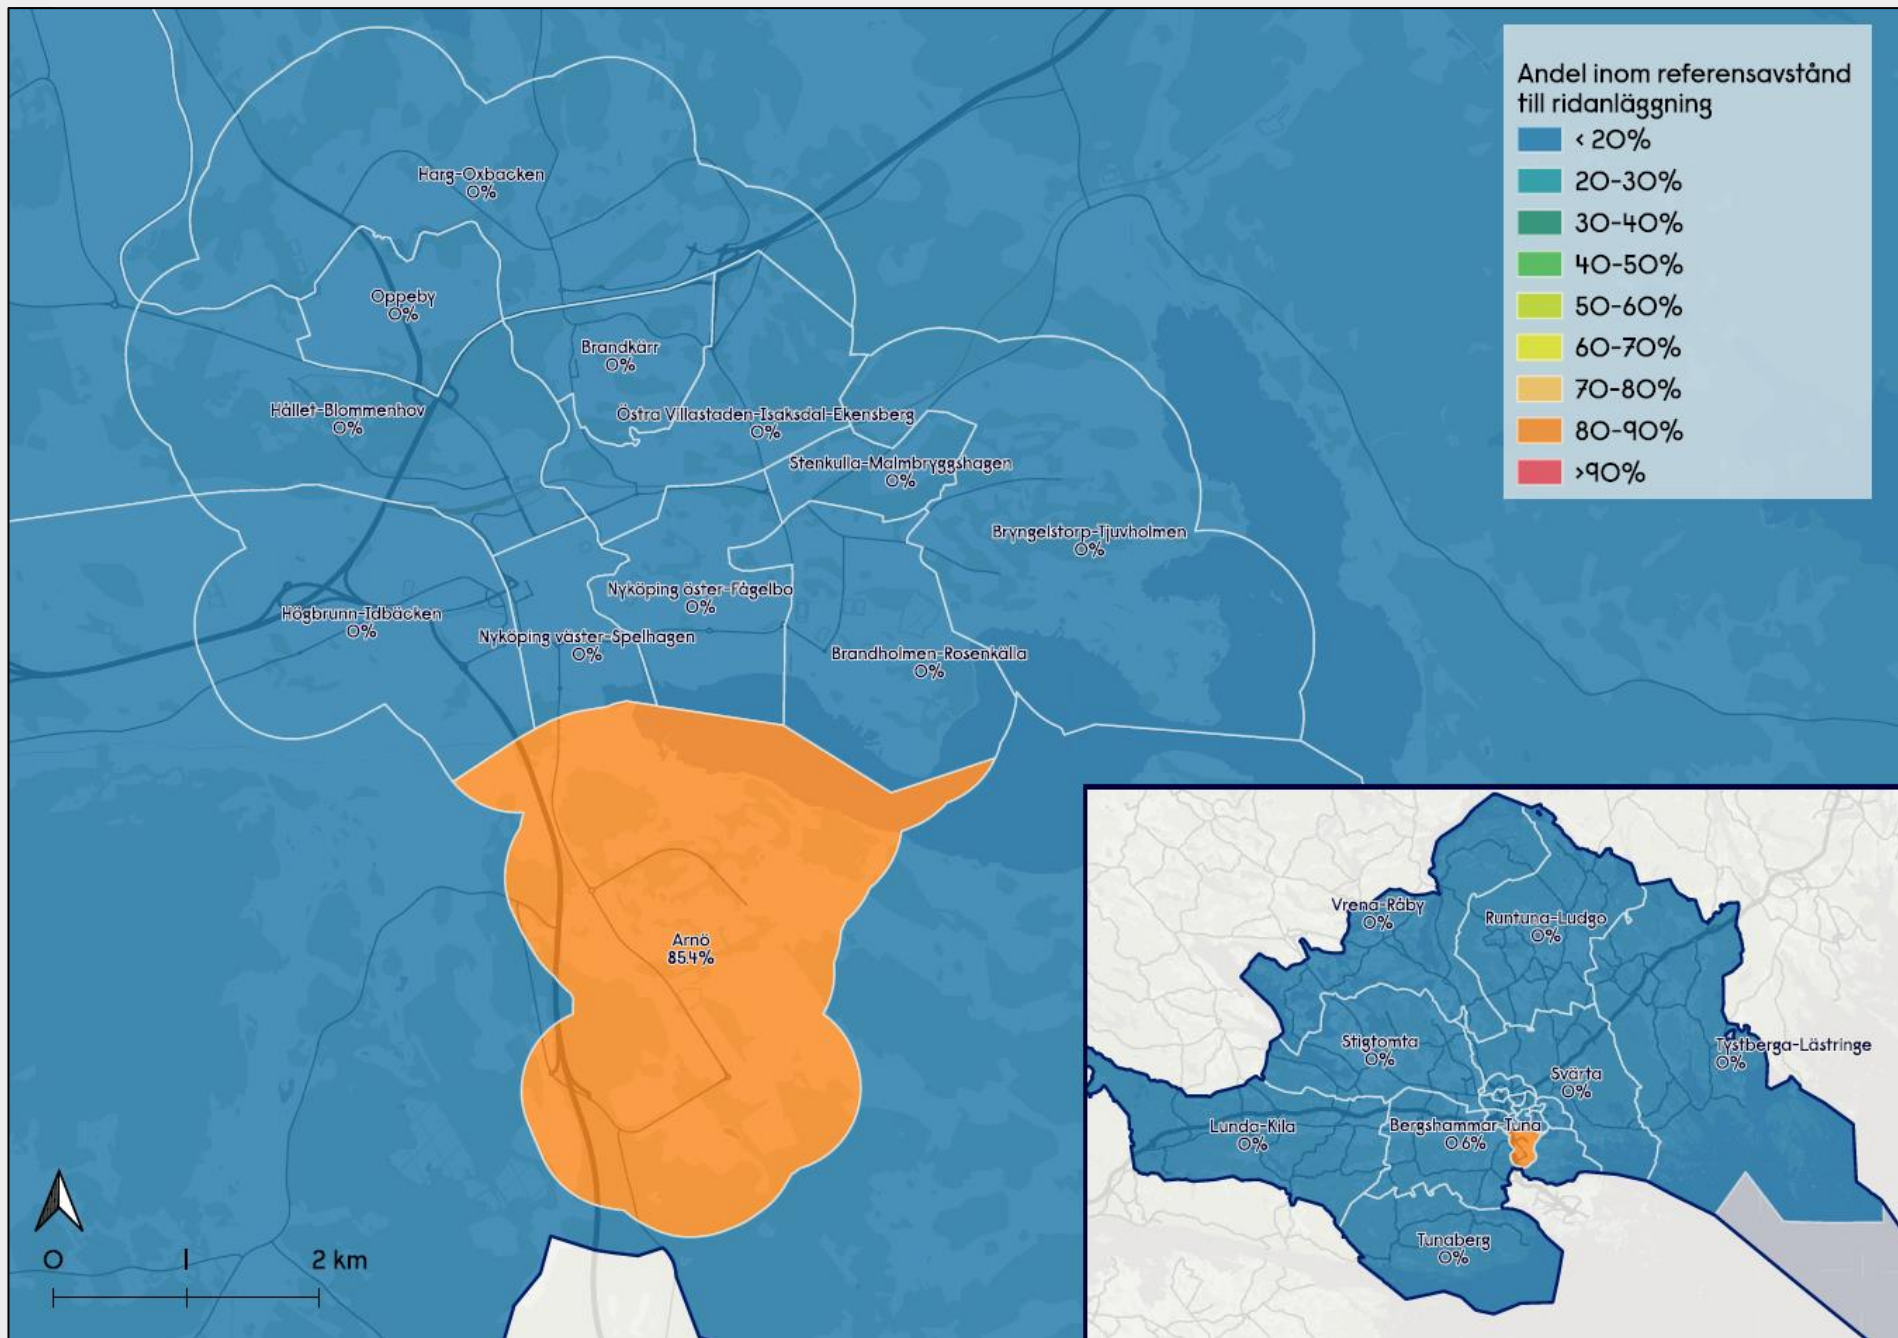 Andel inom referensavstånd
till ridanläggning
< 20%
20-30%
30-40%
40-50%
50-60%
60-70%
70-80%
80-90%
>90%
Harg-Oxbacken
0%
Oppeby
0%
Brandkärr
0%
Hållet-Blommenhov
0%
Östra Villastaden-Isaksdal-Ekensberg
0%
Stenkulla-Malmbryggshagen
0%
Bryngelstorp-Tjuvholmen
0%
Nyköping öster-Fågelbo
0%
Högbrunn-Idbäcken
0%
Nyköping väster-Spelhagen
0%
Brandholmen-Rosenkälla
0%
Arnö
85.4%
Vrena-Råby
0%
Runtuna-Ludgo
0%
Stigtomta
0%
Tystberga-Lästringe
0%
Svärta
0%
Lunda-Kila
0%
Bergshammar-Tuna
0.6%
Tunaberg
0%
0 1 2 km